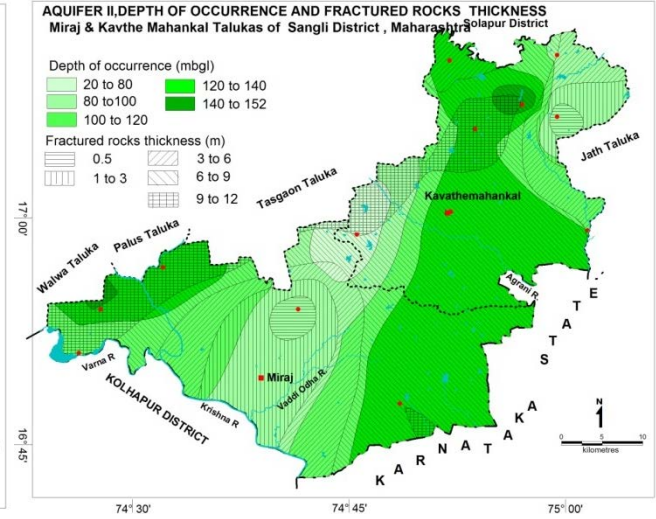 AQUIFER II,DEPTH OF OCCURRENCE AND FRACTURED ROCKS THICKNESS
Miraj & Kavthe Mahankal Talukas of Sangli District , Maharashtra
Solapur District
Depth of occurrence (mbgl)
20 to 80
120 to 140
80 to100
140 to 152
100 to 120
Fractured rocks thickness (m)
0.5
3 to 6
1 to 3
6 to 9
9 to 12
Jath Taluka
Tasgaon Taluka
Kavathemahankal
17° 00
Palus Taluka
Walwa Taluka
Agrani R.
Varna R
Miraj
Vaddi Odha R.
Krishna R
KOLHAPUR DISTRICT
KARNATAKA STATE
N
0 5 10
kilometres
16° 45'
74° 30'
74° 45'
75° 00'